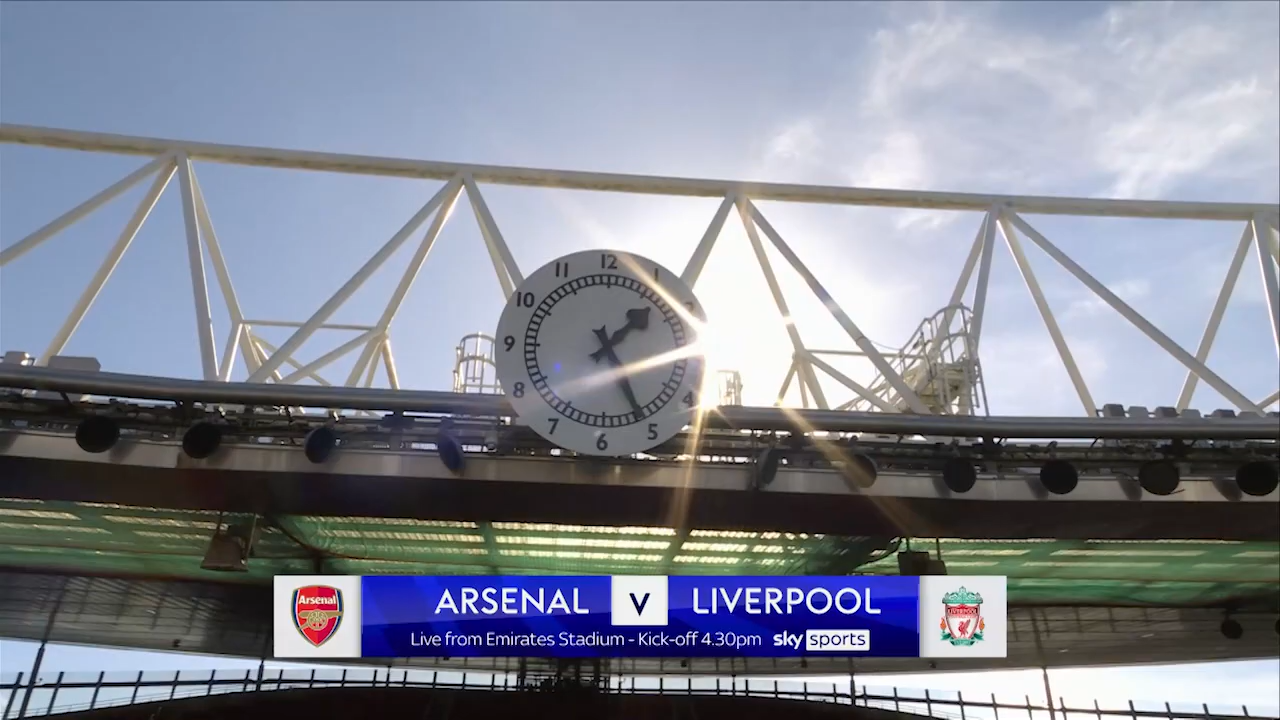 12
11
1
10
9
8
4
7
5
6
ARSENAL V LIVERPOOL
Arsenal
Live from Emirates Stadium - Kick-off 4.30pm sky sports
LIVERPOOL